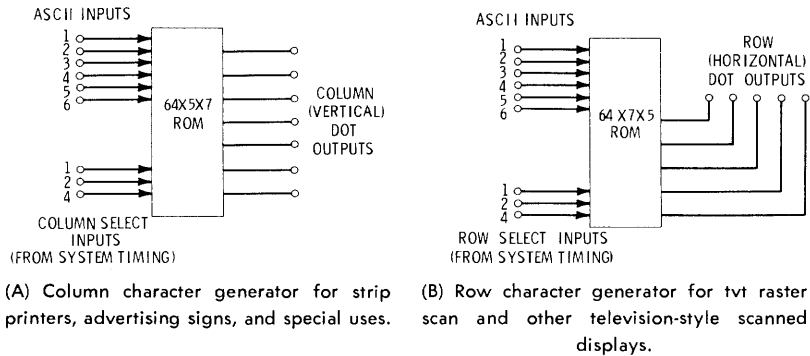 ASCII INPUTS
1
2
3
4
5
6
64X5X7
ROM
COLUMN
(VERTICAL)
DOT
OUTPUTS
1
2
4
COLUMN SELECT
INPUTS
(FROM SYSTEM TIMING)
(A) Column character generator for strip
printers, advertising signs, and special uses.
ASCII INPUTS
1
2
3
4
5
6
64 X7X5
ROM
ROW
(HORIZONTAL)
DOT OUTPUTS
1
2
4
ROW SELECT INPUTS
(FROM SYSTEM TIMING)
(B) Row character generator for tvt raster
scan and other television-style scanned
displays.